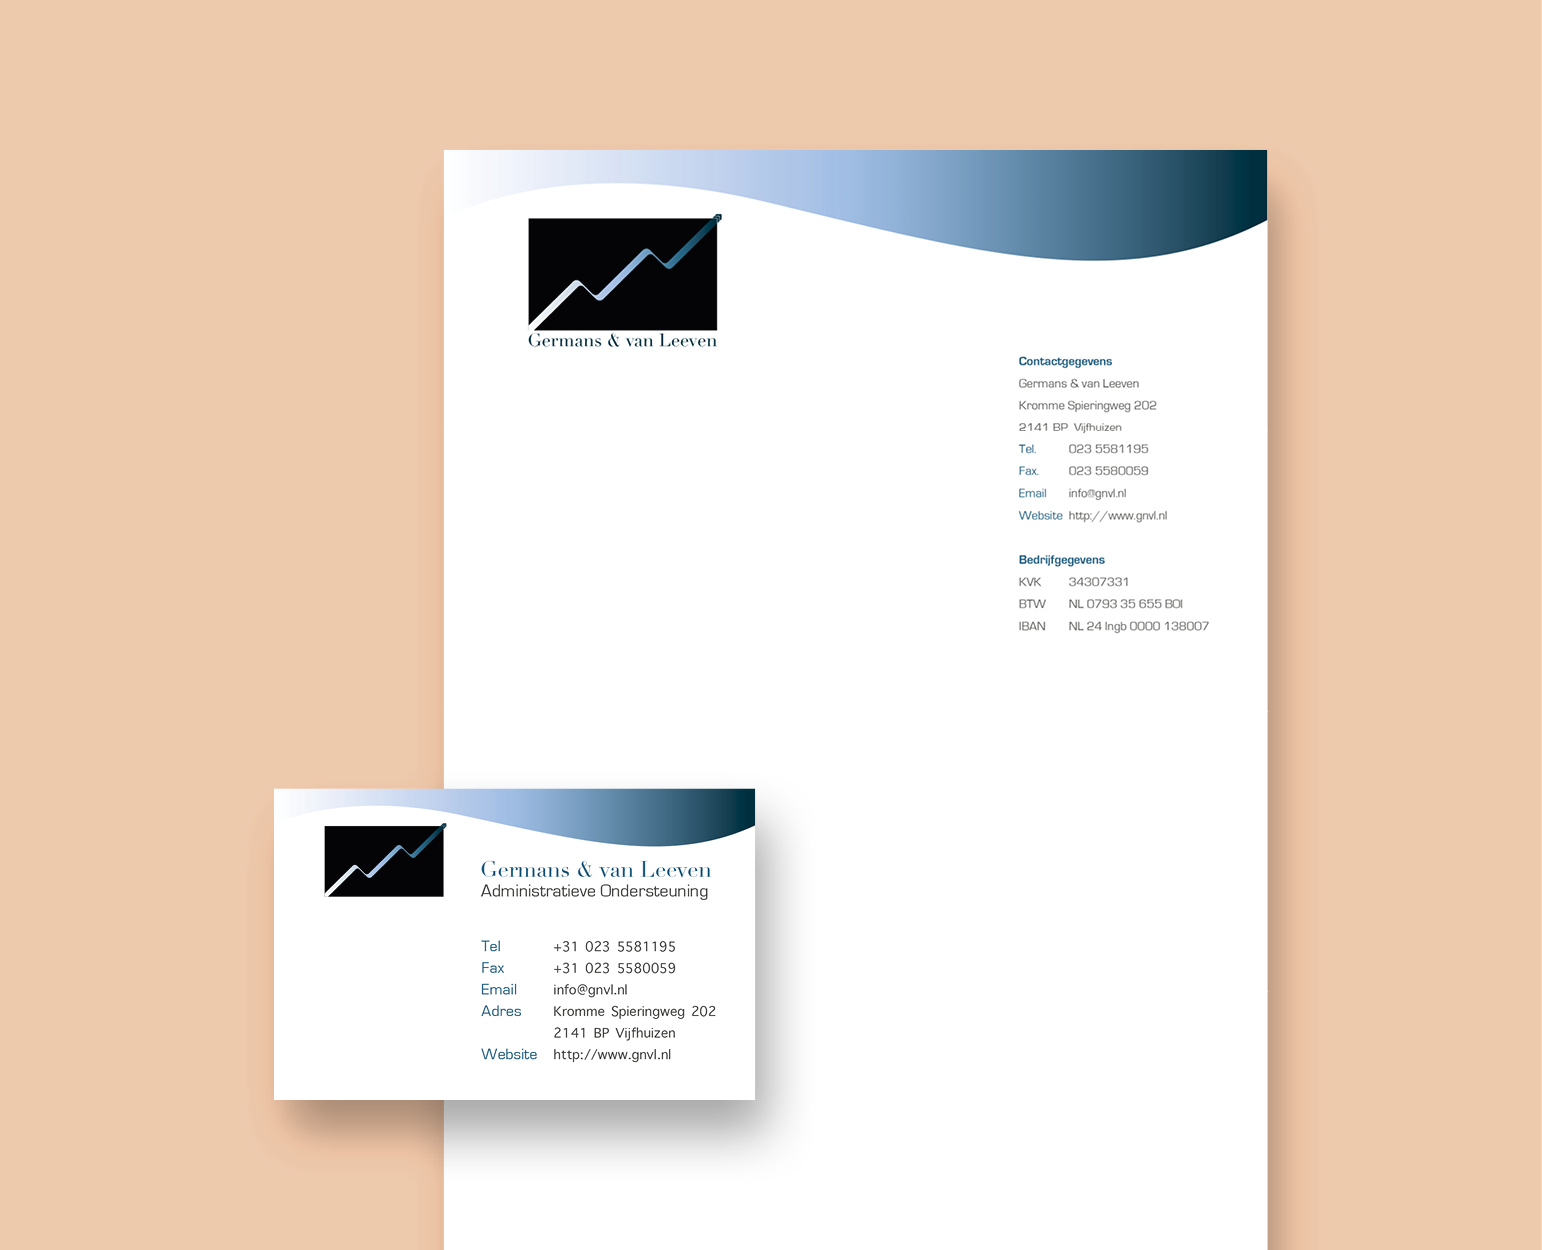 Germans & van Leeven
Contactgegevens
Germans & van Leeven
Kromme Spieringweg 202
2141 BP Vijfhuizen
Tel. 023 5581195
Fax. 023 5580059
Email info@gnvl.nl
Website http://www.gnvl.nl
Bedrijfgegevens
KVK 34307331
BTW NL 0793 35 655 BOI
IBAN NL 24 Ingb 0000 138007
Germans & van Leeven
Administratieve Ondersteuning
Tel +31 023 5581195
Fax +31 023 5580059
Email info@gnvl.nl
Adres Kromme Spieringweg 202
2141 BP Vijfhuizen
Website http://www.gnvl.nl